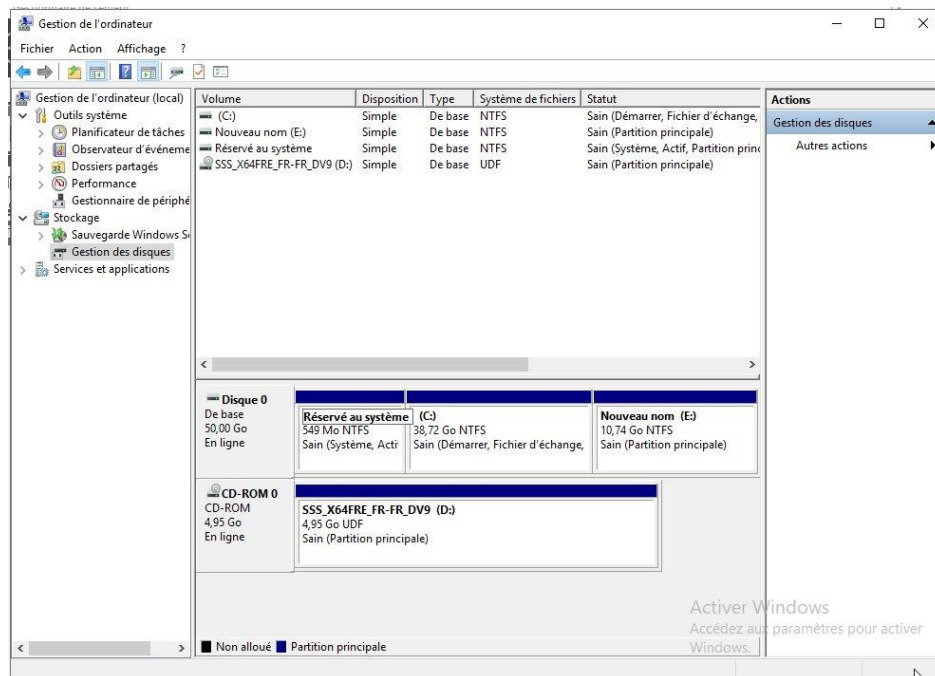 Gestion de l'ordinateur
Fichier Action Affichage ?
Gestion de l'ordinateur (local)
Outils système
Planificateur de tâches
Observateur d'événeme
Dossiers partagés
Performance
Gestionnaire de périphé
Stockage
Sauvegarde Windows S
Gestion des disques
Services et applications
Volume Disposition Type Système de fichiers Statut
(C:) Simple De base NTFS Sain (Démarrer, Fichier d'échange,
Nouveau nom (E:) Simple De base NTFS Sain (Partition principale)
Réservé au système Simple De base NTFS Sain (Système, Actif, Partition prin
SSS_X64FRE_FR-FR_DV9 (D:) Simple De base UDF Sain (Partition principale)
Disque 0
De base
50,00 Go
En ligne
Réservé au système
549 Mo NTFS
Sain (Système, Acti
(C:)
38,72 Go NTFS
Sain (Démarrer, Fichier d'échange,
Nouveau nom (E:)
10,74 Go NTFS
Sain (Partition principale)
CD-ROM 0
CD-ROM
4,95 Go
En ligne
SSS_X64FRE_FR-FR_DV9 (D:)
4,95 Go UDF
Sain (Partition principale)
Non alloué Partition principale
Actions
Gestion des disques
Autres actions
Activer Windows
Accédez aux paramètres pour activer
Windows.